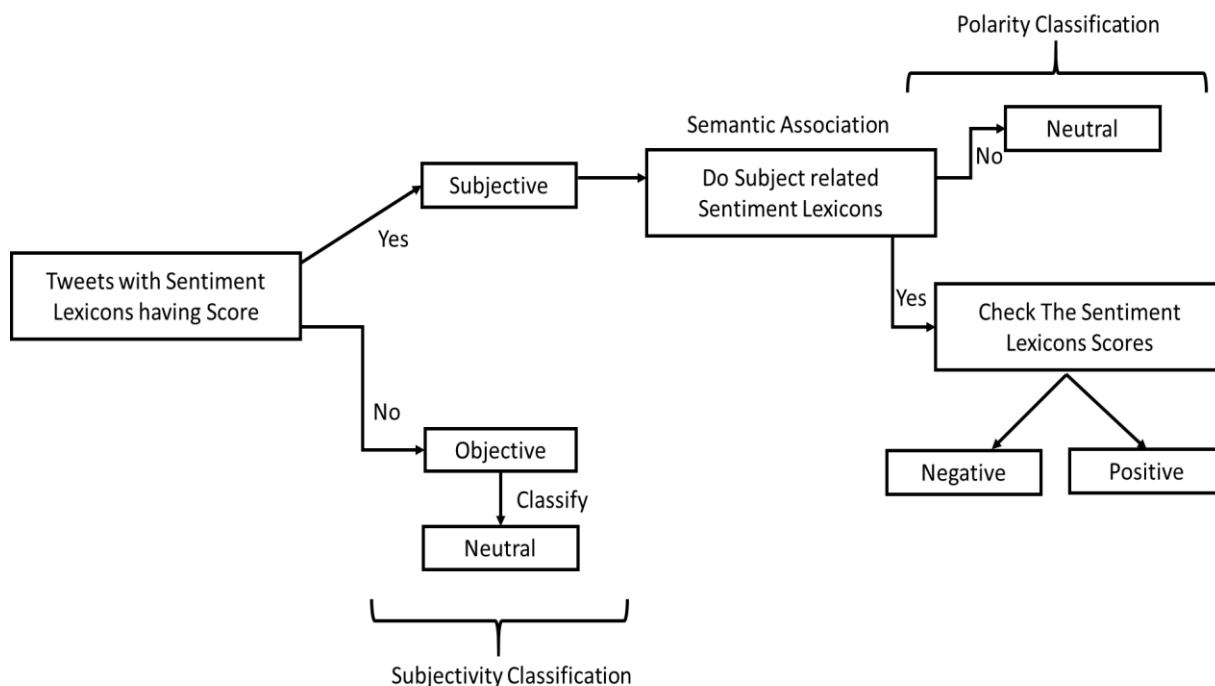 Polarity Classification
Neutral
Semantic Association
No
Do Subject related
Sentiment Lexicons
Subjective
Yes
Tweets with Sentiment
Lexicons having Score
Yes
Check The Sentiment
Lexicons Scores
No
Objective
Negative
Positive
Classify
Neutral
Subjectivity Classification